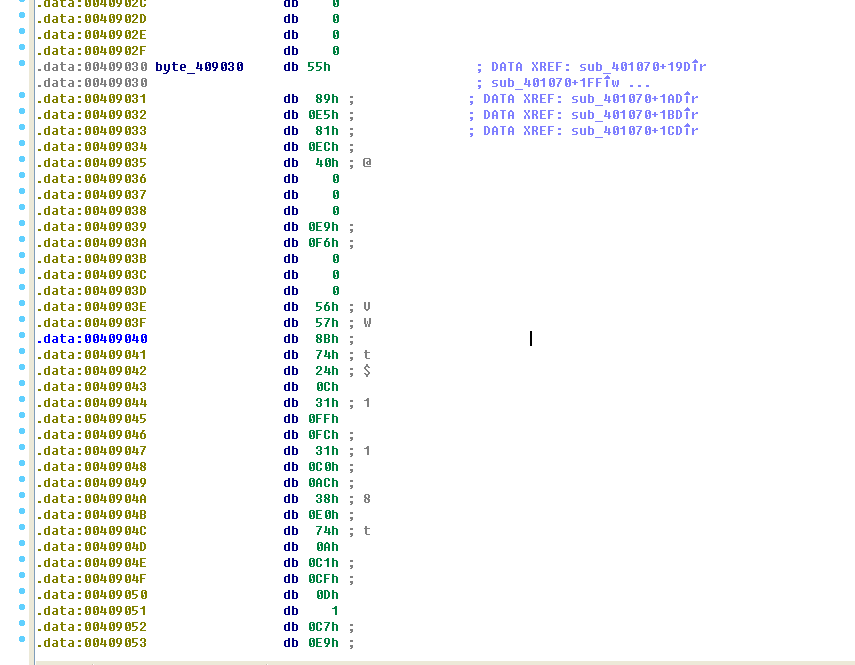 .data:0040902C db 0
.data:0040902D db 0
.data:0040902E db 0
.data:0040902F db 0
.data:00409030 byte_409030 db 55h ; DATA XREF: sub_401070+19D↑r
.data:00409030 ; sub_401070+1FF↑w ...
.data:00409031 db 89h ; ; DATA XREF: sub_401070+1AD↑r
.data:00409032 db 0E5h ; ; DATA XREF: sub_401070+1BD↑r
.data:00409033 db 81h ; ; DATA XREF: sub_401070+1CD↑r
.data:00409034 db 0ECh ;
.data:00409035 db 40h ; @
.data:00409036 db 0
.data:00409037 db 0
.data:00409038 db 0
.data:00409039 db 0E9h ;
.data:0040903A db 0F6h ;
.data:0040903B db 0
.data:0040903C db 0
.data:0040903D db 0
.data:0040903E db 56h ; V
.data:0040903F db 57h ; W
.data:00409040 db 8Bh ;
.data:00409041 db 74h ; t
.data:00409042 db 24h ; $
.data:00409043 db 0Ch
.data:00409044 db 31h ; 1
.data:00409045 db 0FFh
.data:00409046 db 0FCh ;
.data:00409047 db 31h ; 1
.data:00409048 db 0C0h ;
.data:00409049 db 0ACh ;
.data:0040904A db 38h ; 8
.data:0040904B db 0E0h ;
.data:0040904C db 74h ; t
.data:0040904D db 0Ah
.data:0040904E db 0C1h ;
.data:0040904F db 0CFh ;
.data:00409050 db 0Dh
.data:00409051 db 1
.data:00409052 db 0C7h ;
.data:00409053 db 0E9h ;